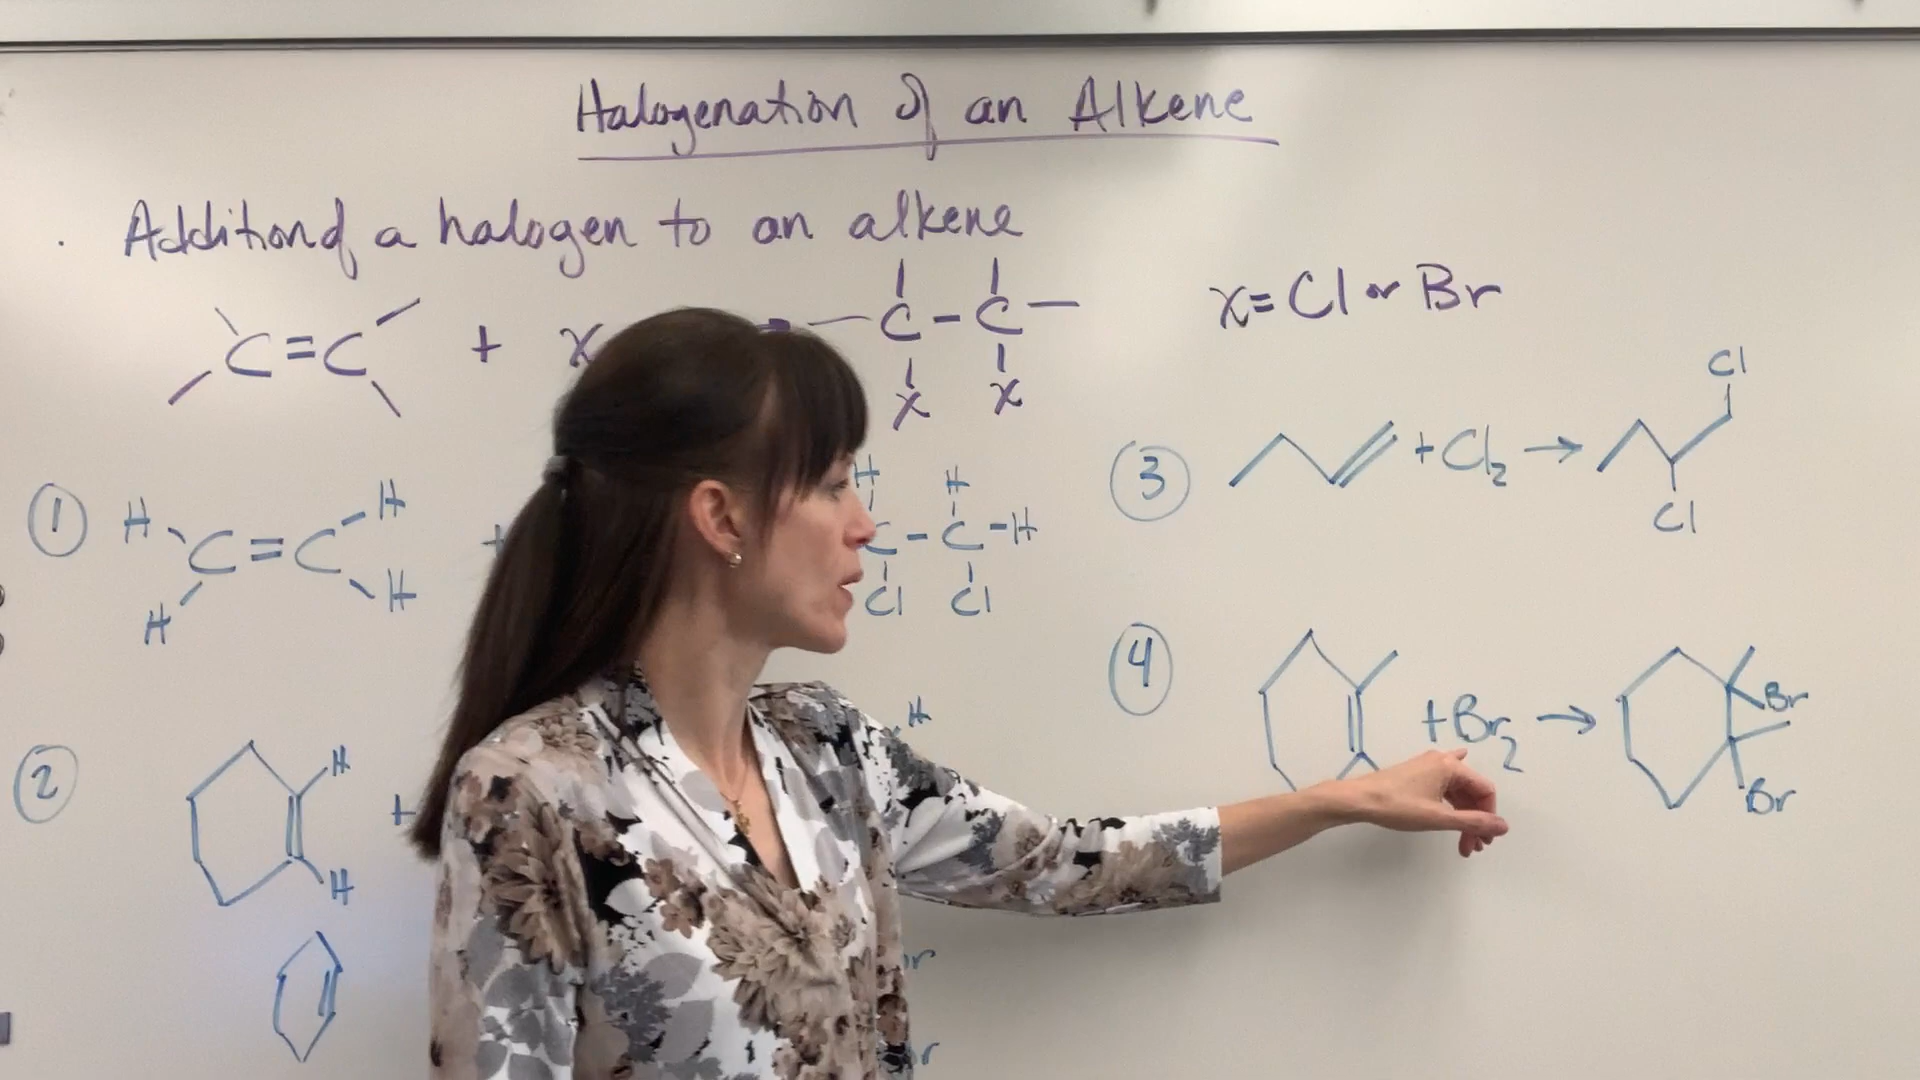 Halogenation of an Alkene
. Addition of a halogen to an alkene
C=C + X → -C-C-
X X
X = Cl or Br
① H H
C=C +
H H
H H
C-C-H
Cl Cl
② H
+
H
H
③ + Cl₂ →
Cl
Cl
④ + Br₂ →
Br
Br